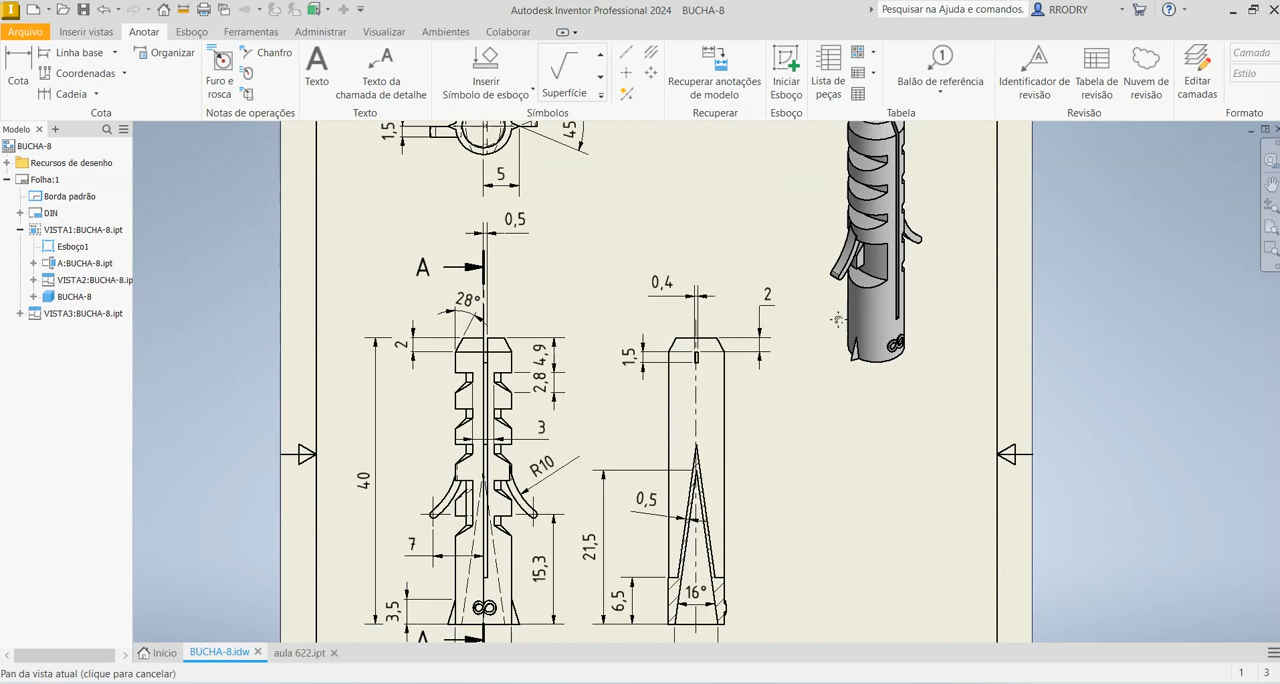 Autodesk Inventor Professional 2024 BUCHA-8
Pesquisar na Ajuda e comandos.
RRODRY
Arquivo Inserir vistas Anotar Esboço Ferramentas Administrar Visualizar Ambientes Colaborar
Cota
Linha base
Coordenadas
Cadeia
Organizar
Cota
Furo e
rosca
Chanfro
Notas de operações
Texto
Texto da
chamada de detalhe
Texto
Inserir
Símbolo de esboço
Superfície
Símbolos
Recuperar anotações
de modelo
Recuperar
Iniciar
Esboço
Esboço
Lista de
peças
1
Balão de referência
Tabela
Identificador de
revisão
Tabela de
revisão
Nuvem de
revisão
Revisão
Editar
camadas
Camada
Estilo
Formato
Modelo
BUCHA-8
Recursos de desenho
Folha:1
Borda padrão
DIN
VISTA1:BUCHA-8.ipt
Esboço1
A:BUCHA-8.ipt
VISTA2:BUCHA-8.ip
BUCHA-8
VISTA3:BUCHA-8.ipt
1,5
45
5
0,5
A
28°
2
4,9
2,8
3
40
R10
7
15,3
3,5
8
A
0,4
2
1,5
0,5
21,5
6,5
16°
8
Início
BUCHA-8.idw
aula 622.ipt
Pan da vista atual (clique para cancelar)
1
3